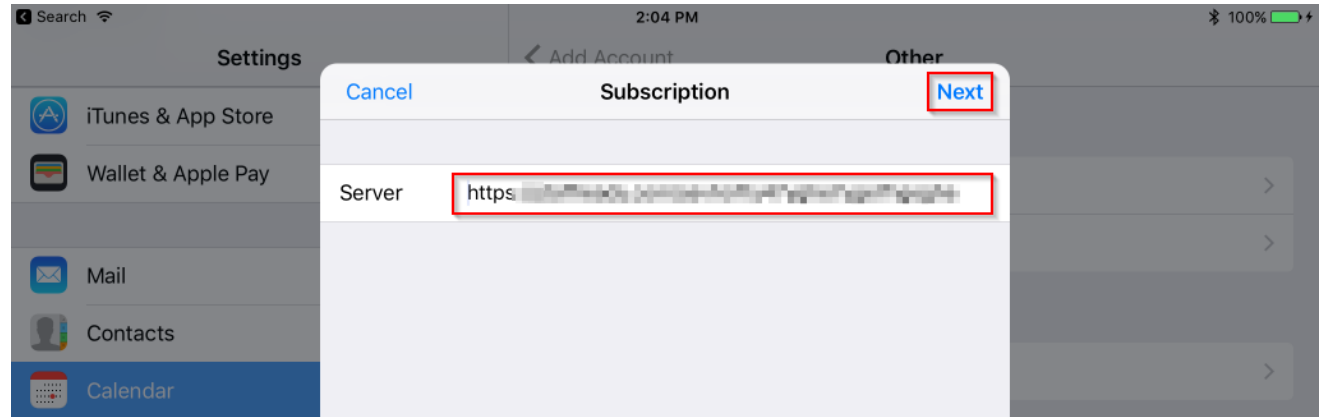 Search 2:04 PM 100%
Settings Add Account Other
Cancel Subscription Next
iTunes & App Store
Wallet & Apple Pay
Server https
Mail
Contacts
Calendar